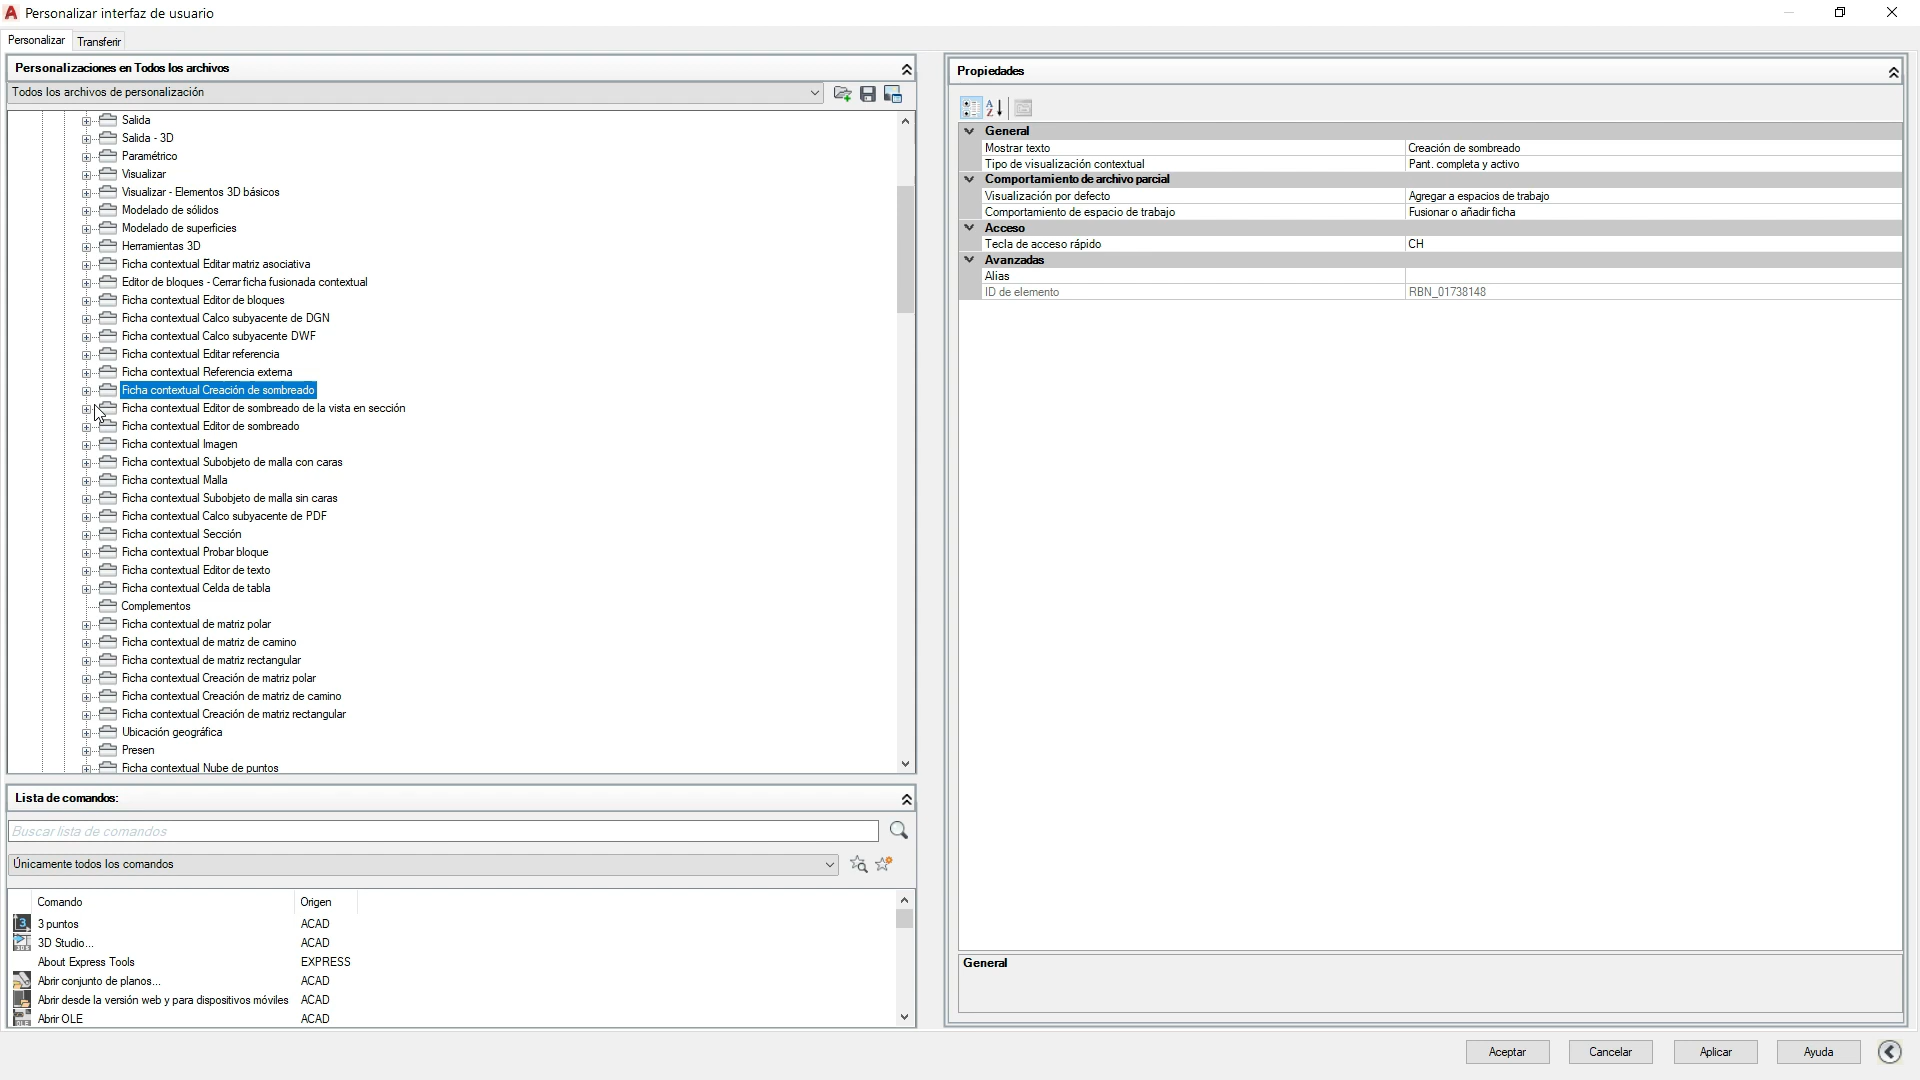 Personalizar interfaz de usuario
Personalizar
Transferir
Personalizaciones en Todos los archivos
Todos los archivos de personalización
Salida
Salida - 3D
Paramétrico
Visualizar
Visualizar - Elementos 3D básicos
Modelado de sólidos
Modelado de superficies
Herramientas 3D
Ficha contextual Editar matriz asociativa
Editor de bloques - Cerrar ficha fusionada contextual
Ficha contextual Editor de bloques
Ficha contextual Calco subyacente de DGN
Ficha contextual Calco subyacente DWF
Ficha contextual Editar referencia
Ficha contextual Referencia externa
Ficha contextual Creación de sombreado
Ficha contextual Editor de sombreado de la vista en sección
Ficha contextual Editor de sombreado
Ficha contextual Imagen
Ficha contextual Subobjeto de malla con caras
Ficha contextual Malla
Ficha contextual Subobjeto de malla sin caras
Ficha contextual Calco subyacente de PDF
Ficha contextual Sección
Ficha contextual Probar bloque
Ficha contextual Editor de texto
Ficha contextual Celda de tabla
Complementos
Ficha contextual de matriz polar
Ficha contextual de matriz de camino
Ficha contextual de matriz rectangular
Ficha contextual Creación de matriz polar
Ficha contextual Creación de matriz de camino
Ficha contextual Creación de matriz rectangular
Ubicación geográfica
Presen
Ficha contextual Nube de puntos
Lista de comandos:
Buscar lista de comandos
Únicamente todos los comandos
Comando Origen
3 puntos ACAD
3D Studio... ACAD
About Express Tools EXPRESS
Abrir conjunto de planos... ACAD
Abrir desde la versión web y para dispositivos móviles ACAD
Abrir OLE ACAD
Propiedades
General
Mostrar texto Creación de sombreado
Tipo de visualización contextual Pant. completa y activo
Comportamiento de archivo parcial
Visualización por defecto Agregar a espacios de trabajo
Comportamiento de espacio de trabajo Fusionar o añadir ficha
Acceso
Tecla de acceso rápido CH
Avanzadas
Alias
ID de elemento RBN_01738148
General
Aceptar
Cancelar
Aplicar
Ayuda